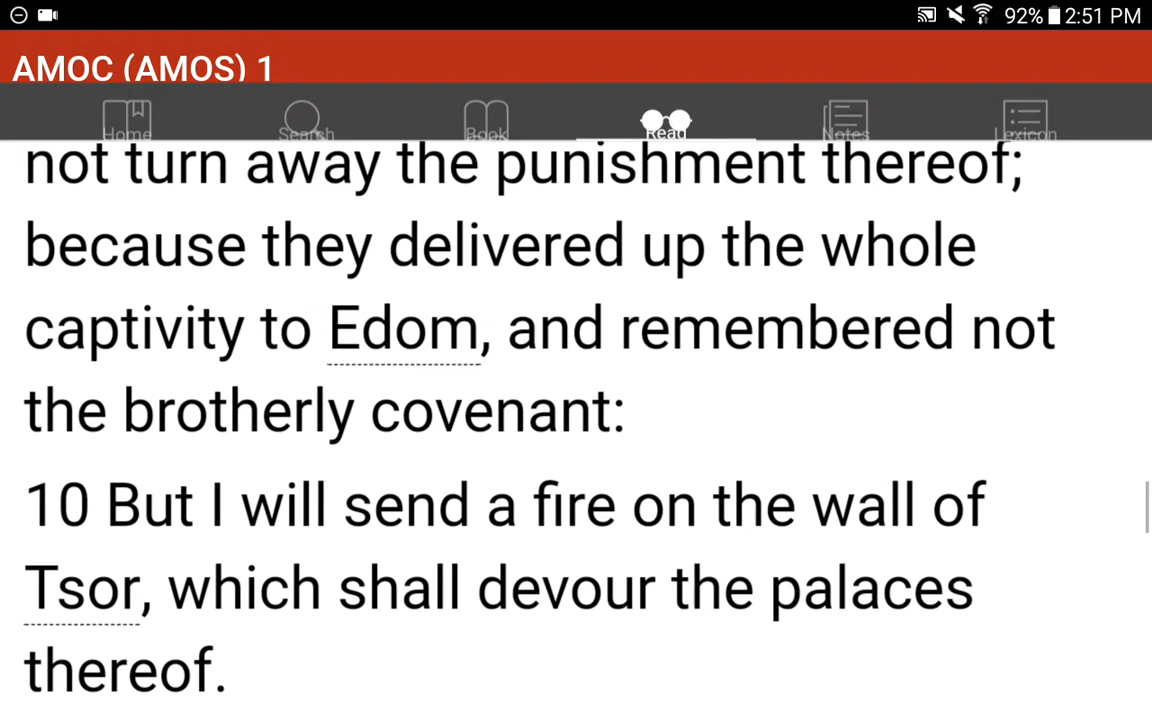 92% 2:51 PM
AMOC (AMOS) 1
Home Search Book Read Notes Lexicon
not turn away the punishment thereof;
because they delivered up the whole
captivity to Edom, and remembered not
the brotherly covenant:
10 But I will send a fire on the wall of
Tsor, which shall devour the palaces
thereof.